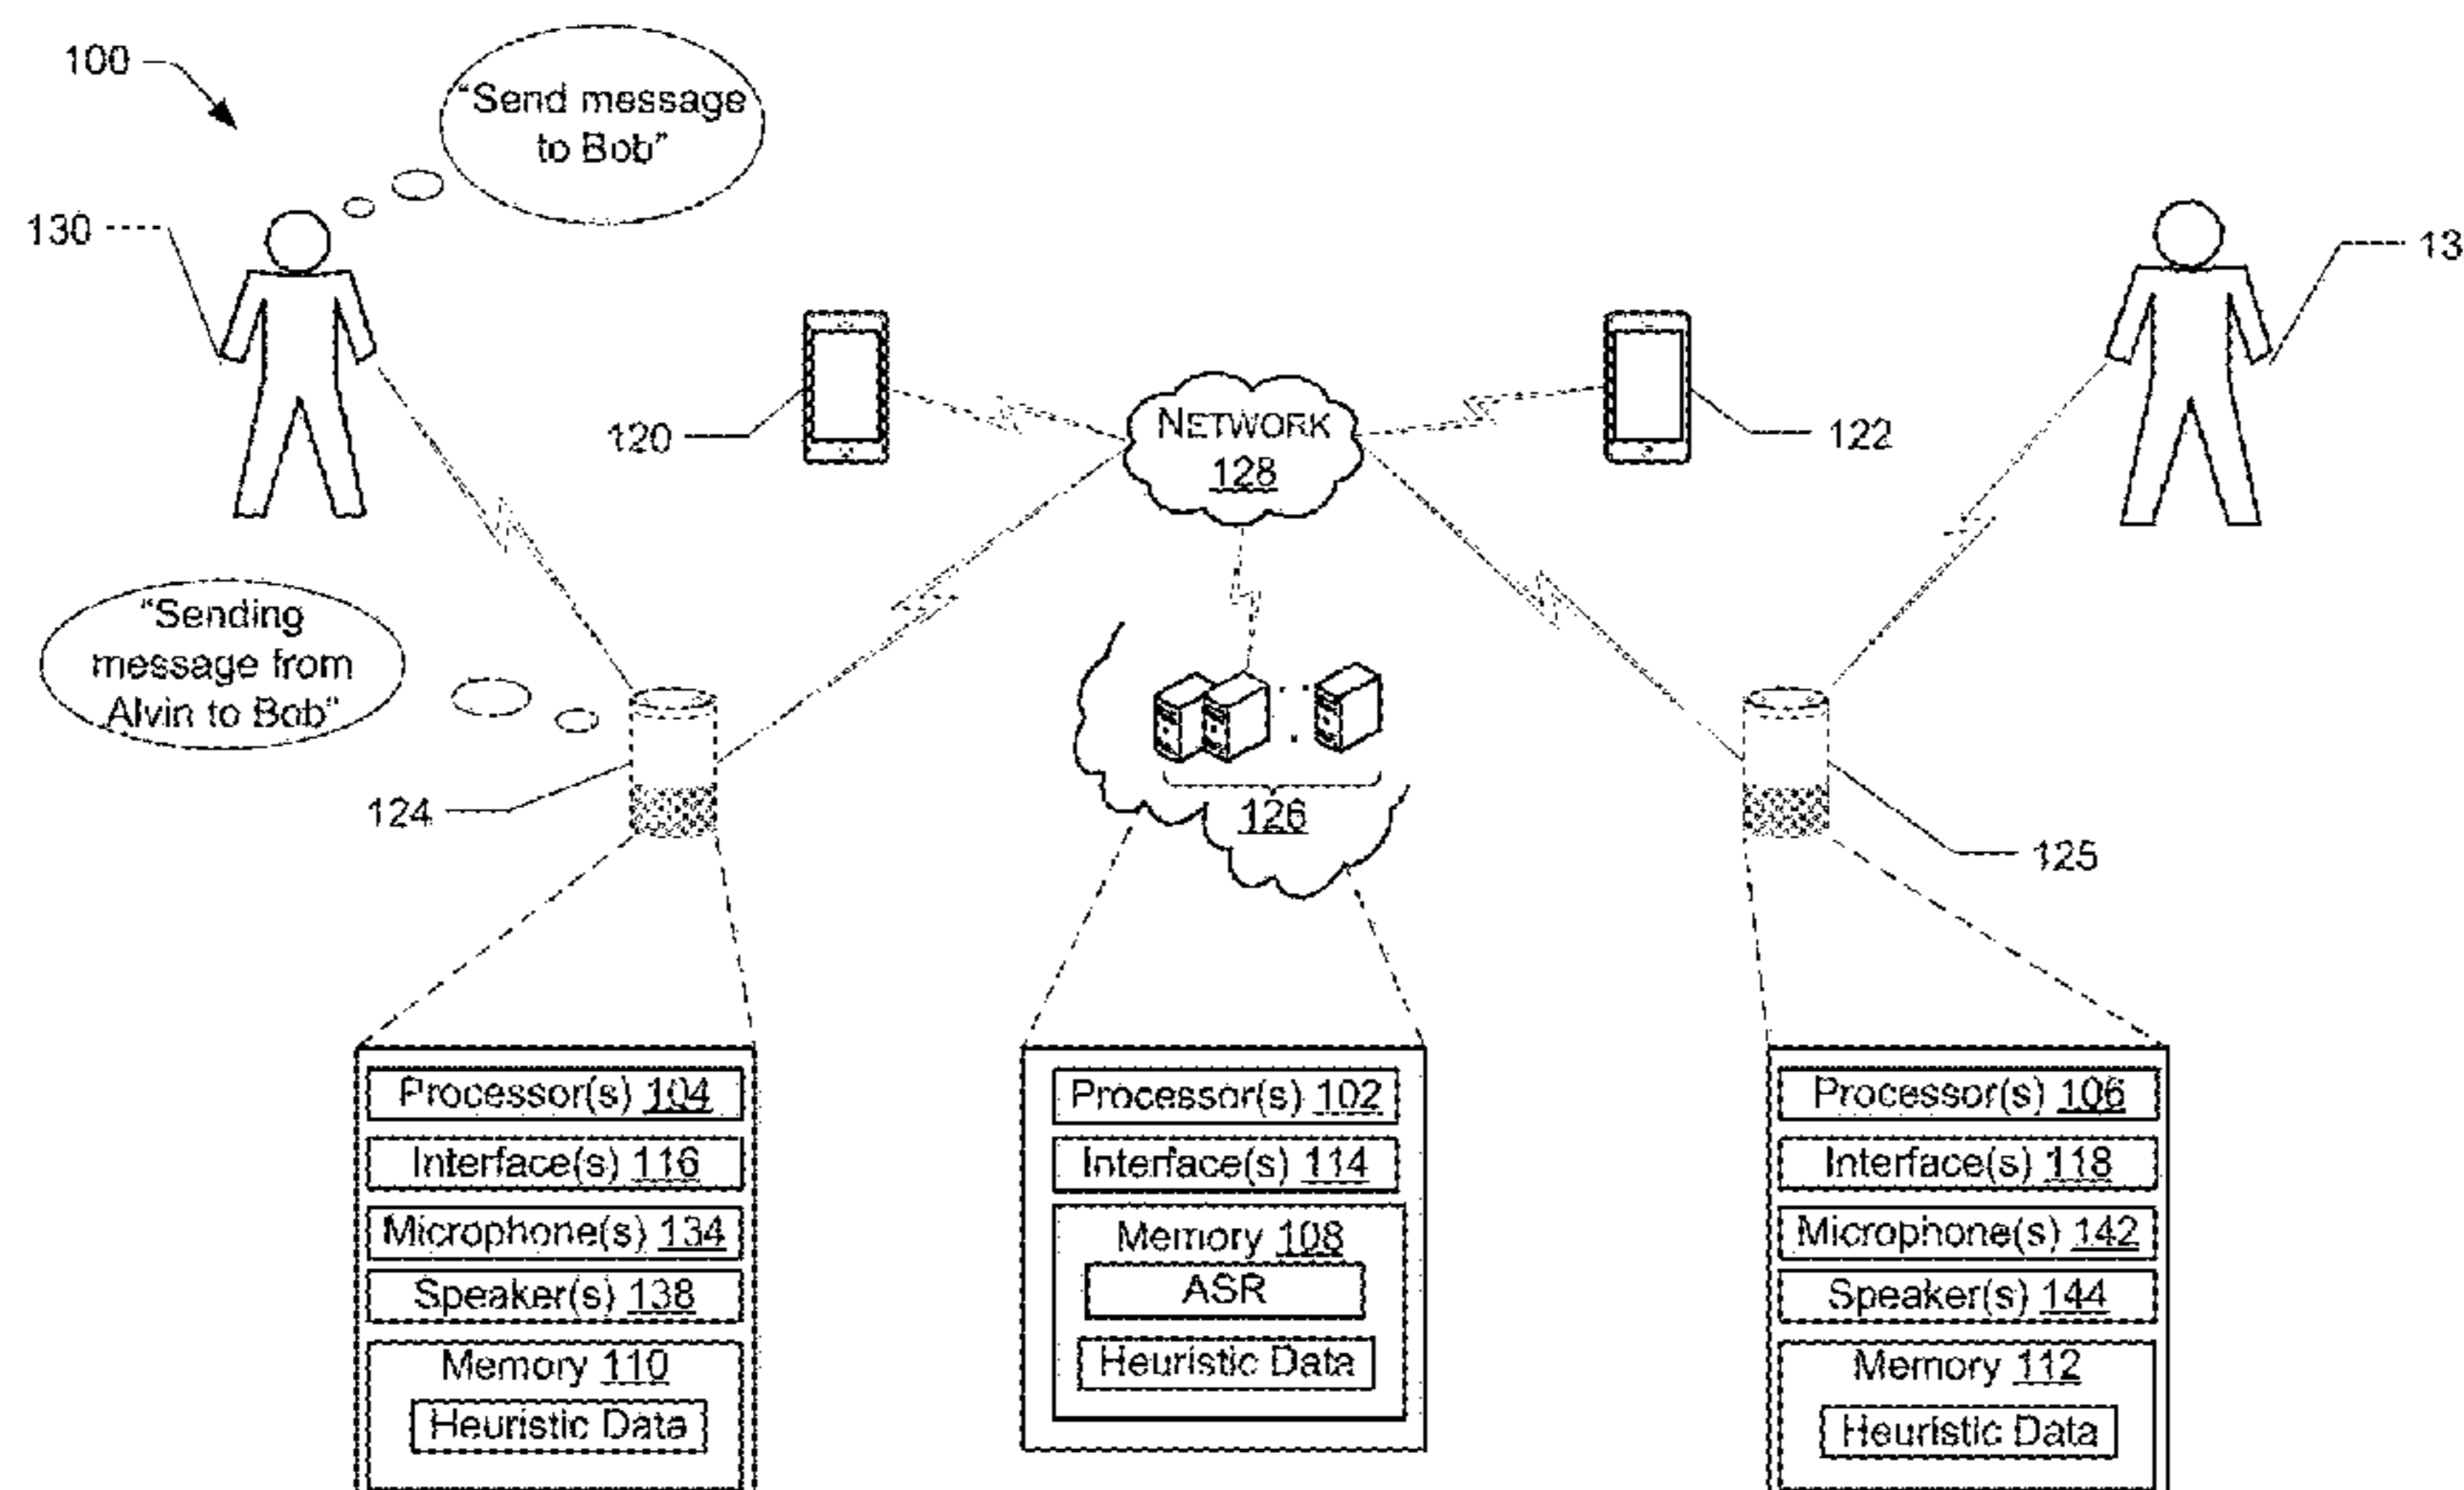 100
“Send message
to Bob”
130
13
120
NETWORK
128
122
“Sending
message from
Alvin to Bob”
124
126
125
Processor(s) 104
Interface(s) 116
Microphone(s) 134
Speaker(s) 138
Memory 110
Heuristic Data
Processor(s) 102
Interface(s) 114
Memory 108
ASR
Heuristic Data
Processor(s) 106
Interface(s) 118
Microphone(s) 142
Speaker(s) 144
Memory 112
Heuristic Data